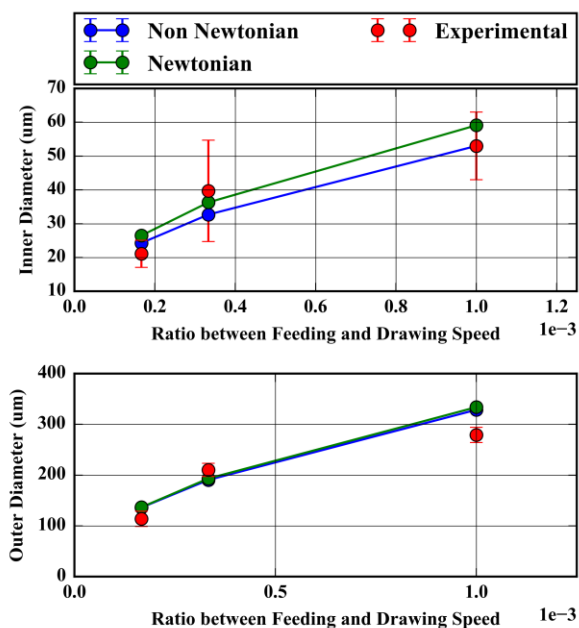 Non Newtonian
Experimental
Newtonian
70
60
50
40
30
20
10
Inner Diameter (um)
0.0 0.2 0.4 0.6 0.8 1.0 1.2
Ratio between Feeding and Drawing Speed 1e−3
400
300
200
100
0
Outer Diameter (um)
0.0 0.5 1.0
Ratio between Feeding and Drawing Speed 1e−3